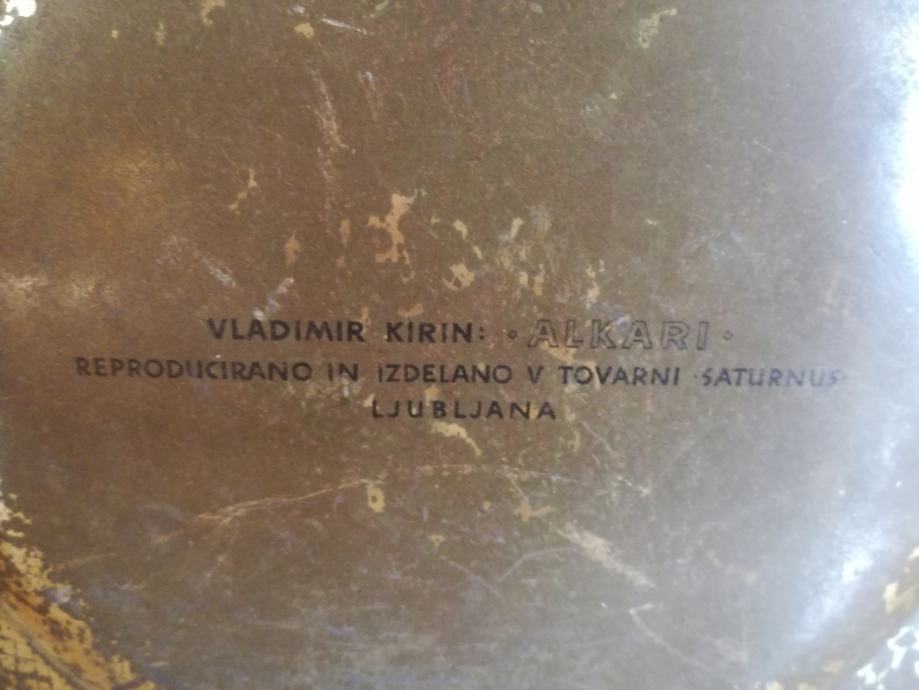 VLADIMIR KIRIN: · ALKARI ·
REPRODUCIRANO IN IZDELANO V TOVARNI ·SATURNUS·
LJUBLJANA